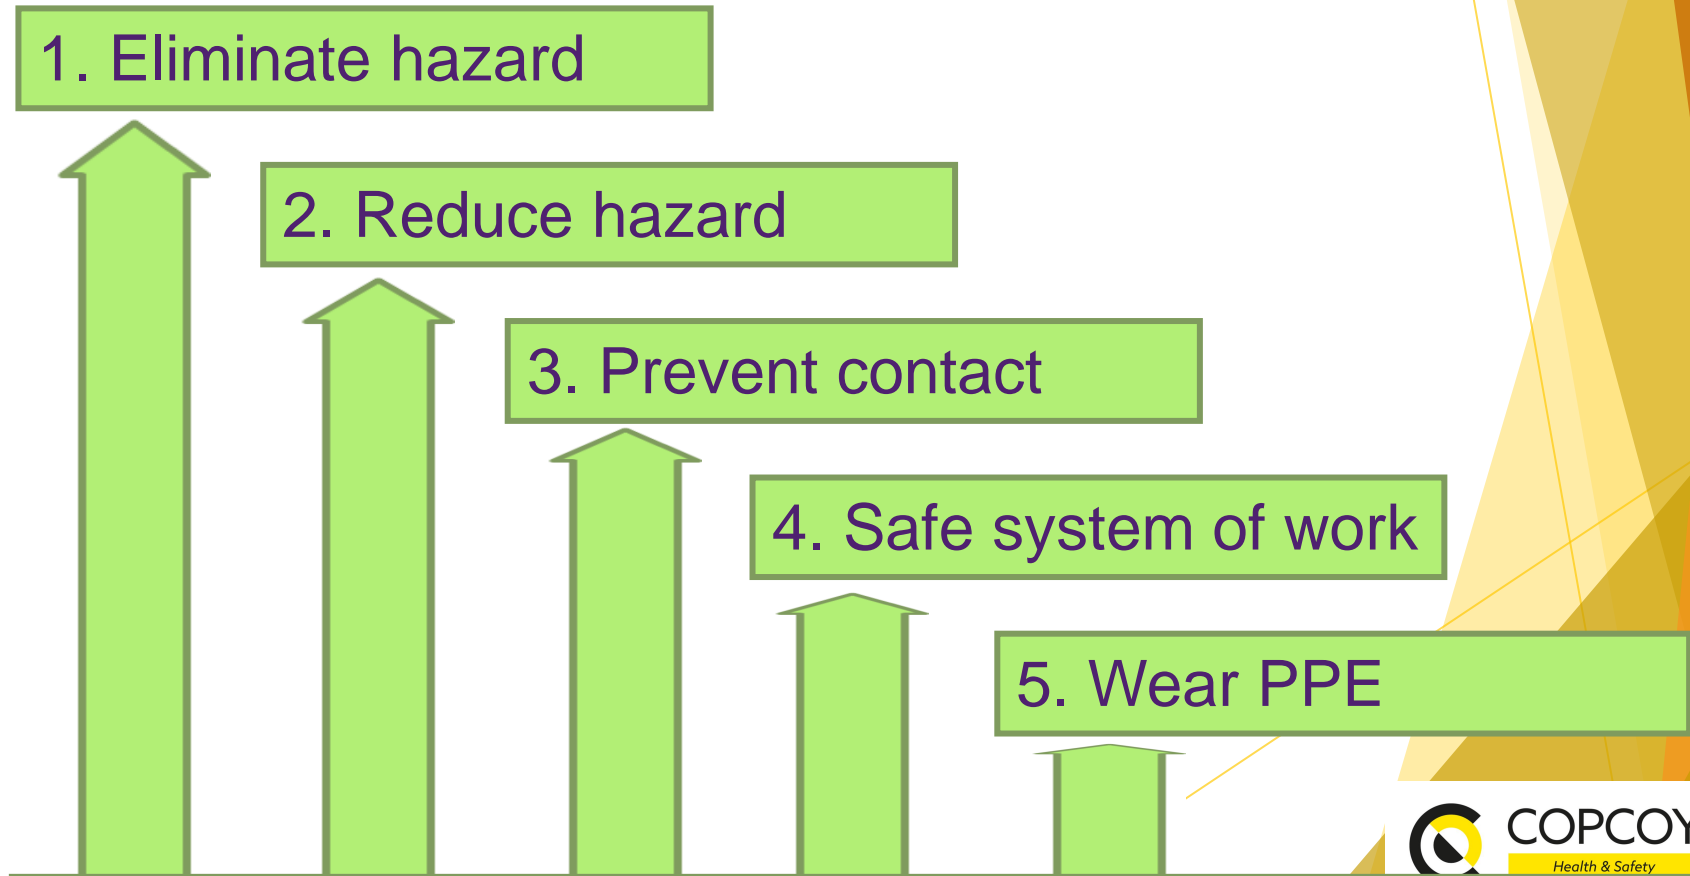 1. Eliminate hazard
2. Reduce hazard
3. Prevent contact
4. Safe system of work
5. Wear PPE
COPCOY
Health & Safety